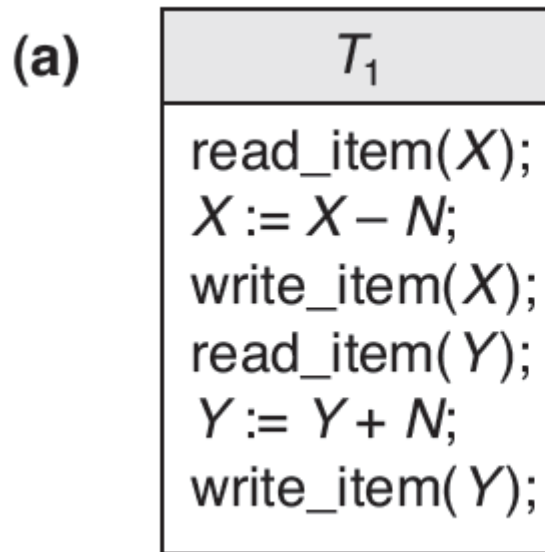 (a)
T₁
read_item(X);
X := X – N;
write_item(X);
read_item(Y);
Y := Y + N;
write_item(Y);